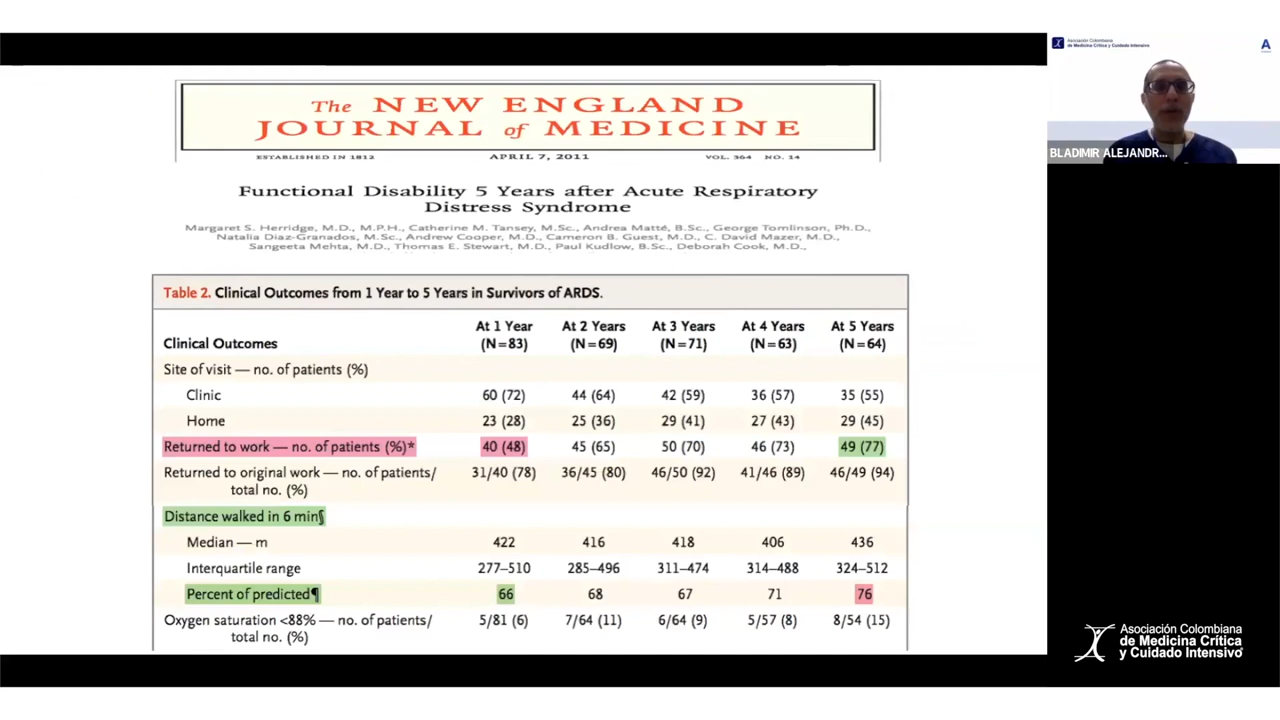 The NEW ENGLAND
JOURNAL of MEDICINE
ESTABLISHED IN 1812 APRIL 7, 2011 VOL. 364 NO. 14
Functional Disability 5 Years after Acute Respiratory
Distress Syndrome
Margaret S. Herridge, M.D., M.P.H., Catherine M. Tansey, M.Sc., Andrea Matté, B.Sc., George Tomlinson, Ph.D.,
Natalia Diaz-Granados, M.Sc., Andrew Cooper, M.D., Cameron B. Guest, M.D., C. David Mazer, M.D.,
Sangeeta Mehta, M.D., Thomas E. Stewart, M.D., Paul Kudlow, B.Sc., Deborah Cook, M.D.,
Table 2. Clinical Outcomes from 1 Year to 5 Years in Survivors of ARDS.
Clinical Outcomes At 1 Year (N=83) At 2 Years (N=69) At 3 Years (N=71) At 4 Years (N=63) At 5 Years (N=64)
Site of visit — no. of patients (%)
Clinic 60 (72) 44 (64) 42 (59) 36 (57) 35 (55)
Home 23 (28) 25 (36) 29 (41) 27 (43) 29 (45)
Returned to work — no. of patients (%)* 40 (48) 45 (65) 50 (70) 46 (73) 49 (77)
Returned to original work — no. of patients/ 31/40 (78) 36/45 (80) 46/50 (92) 41/46 (89) 46/49 (94)
total no. (%)
Distance walked in 6 min§
Median — m 422 416 418 406 436
Interquartile range 277–510 285–496 311–474 314–488 324–512
Percent of predicted¶ 66 68 67 71 76
Oxygen saturation <88% — no. of patients/ 5/81 (6) 7/64 (11) 6/64 (9) 5/57 (8) 8/54 (15)
total no. (%)
Asociación Colombiana
de Medicina Crítica y Cuidado Intensivo
A
BLADIMIR ALEJANDR...
Asociación Colombiana
de Medicina Crítica
y Cuidado Intensivo